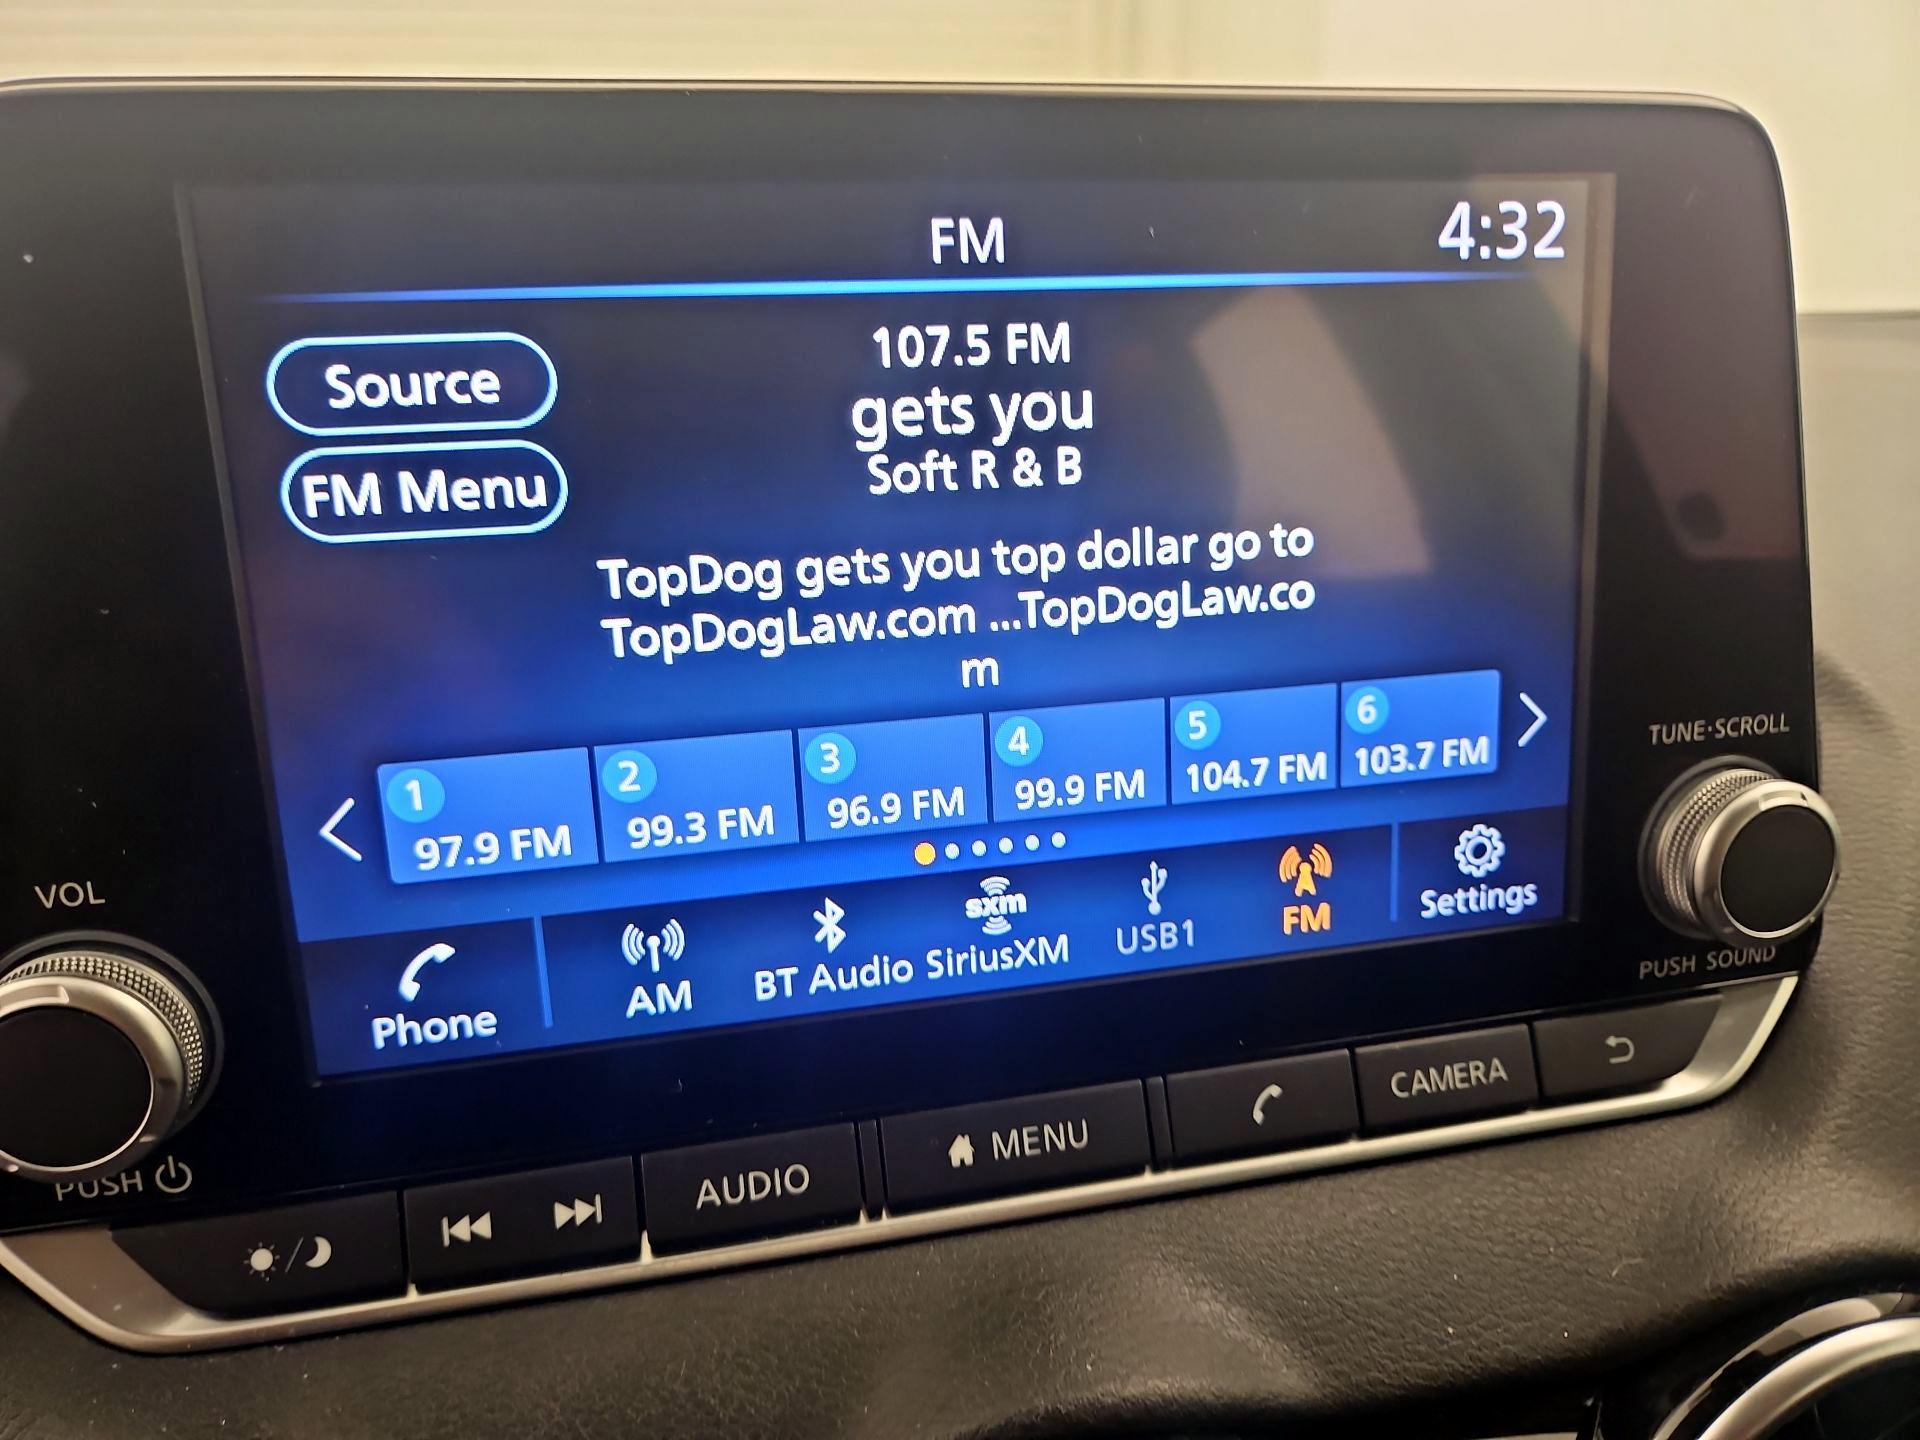 FM
4:32
Source
107.5 FM
gets you
FM Menu
Soft R & B
TopDog gets you top dollar go to
TopDogLaw.com ...TopDogLaw.co
m
1
97.9 FM
2
99.3 FM
3
96.9 FM
4
99.9 FM
5
104.7 FM
6
103.7 FM
Phone
AM
BT Audio
sxm
SiriusXM
USB1
FM
Settings
VOL
PUSH
TUNE·SCROLL
PUSH SOUND
AUDIO
MENU
CAMERA